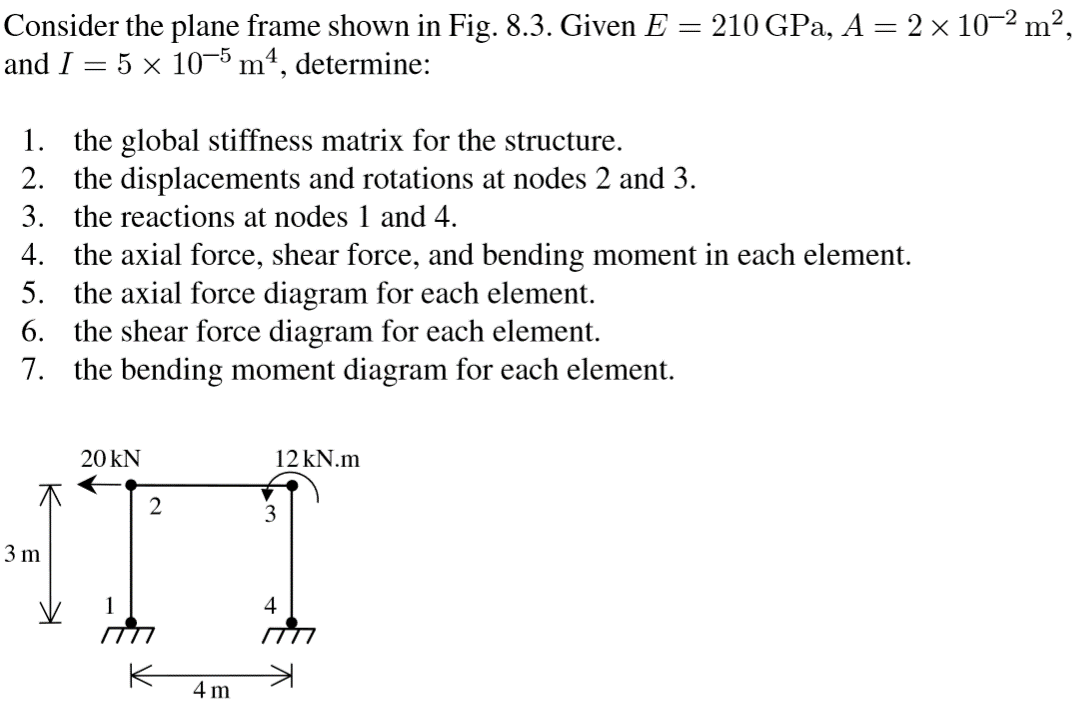 Consider the plane frame shown in Fig. 8.3. Given E = 210 GPa, A = 2 × 10⁻² m²,
and I = 5 × 10⁻⁵ m⁴, determine:
1. the global stiffness matrix for the structure.
2. the displacements and rotations at nodes 2 and 3.
3. the reactions at nodes 1 and 4.
4. the axial force, shear force, and bending moment in each element.
5. the axial force diagram for each element.
6. the shear force diagram for each element.
7. the bending moment diagram for each element.
20 kN 12 kN.m
2 3
3 m
1 4
4 m